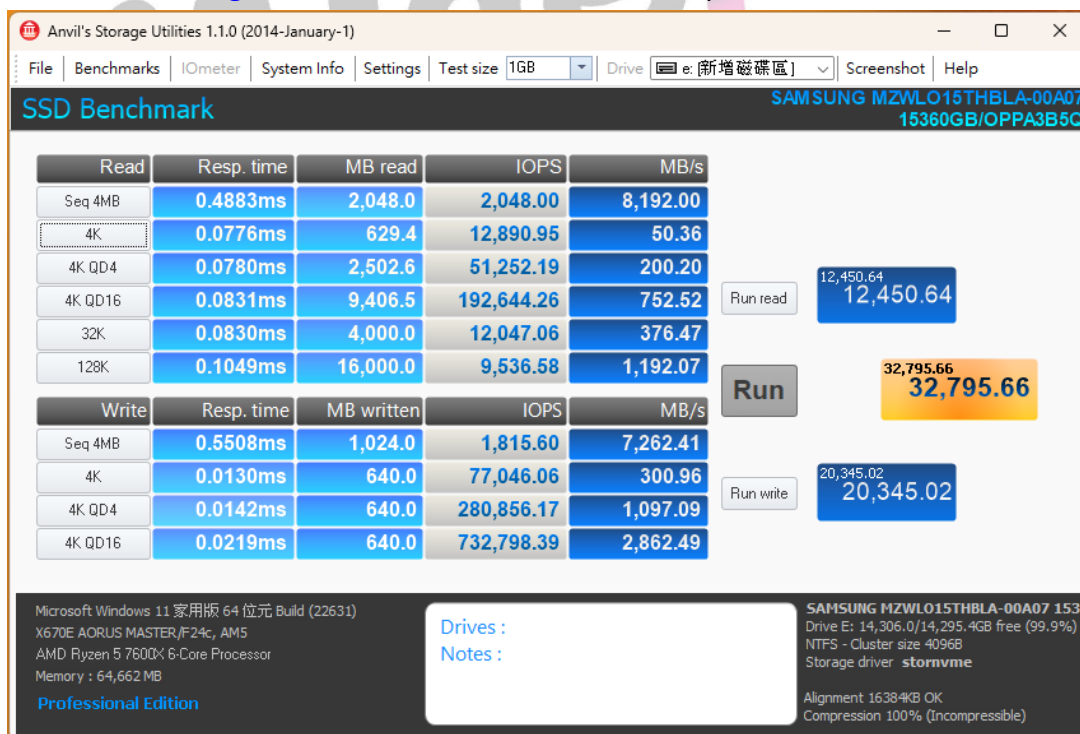 Anvil's Storage Utilities 1.1.0 (2014-January-1)
File Benchmarks IOmeter System Info Settings Test size 1GB Drive e: [新增磁碟區] Screenshot Help
SSD Benchmark
SAMSUNG MZWLO15THBLA-00A07
15360GB/OPPA3B5Q
Read Resp. time MB read IOPS MB/s
Seq 4MB 0.4883ms 2,048.0 2,048.00 8,192.00
4K 0.0776ms 629.4 12,890.95 50.36
4K QD4 0.0780ms 2,502.6 51,252.19 200.20
4K QD16 0.0831ms 9,406.5 192,644.26 752.52
32K 0.0830ms 4,000.0 12,047.06 376.47
128K 0.1049ms 16,000.0 9,536.58 1,192.07
Run read
12,450.64
12,450.64
Run
32,795.66
32,795.66
Write Resp. time MB written IOPS MB/s
Seq 4MB 0.5508ms 1,024.0 1,815.60 7,262.41
4K 0.0130ms 640.0 77,046.06 300.96
4K QD4 0.0142ms 640.0 280,856.17 1,097.09
4K QD16 0.0219ms 640.0 732,798.39 2,862.49
Run write
20,345.02
20,345.02
Microsoft Windows 11 家用版 64 位元 Build (22631)
X670E AORUS MASTER/F24c, AM5
AMD Ryzen 5 7600X 6-Core Processor
Memory : 64,662 MB
Professional Edition
Drives :
Notes :
SAMSUNG MZWLO15THBLA-00A07 153
Drive E: 14,306.0/14,295.4GB free (99.9%)
NTFS - Cluster size 4096B
Storage driver stornvme
Alignment 16384KB OK
Compression 100% (Incompressible)